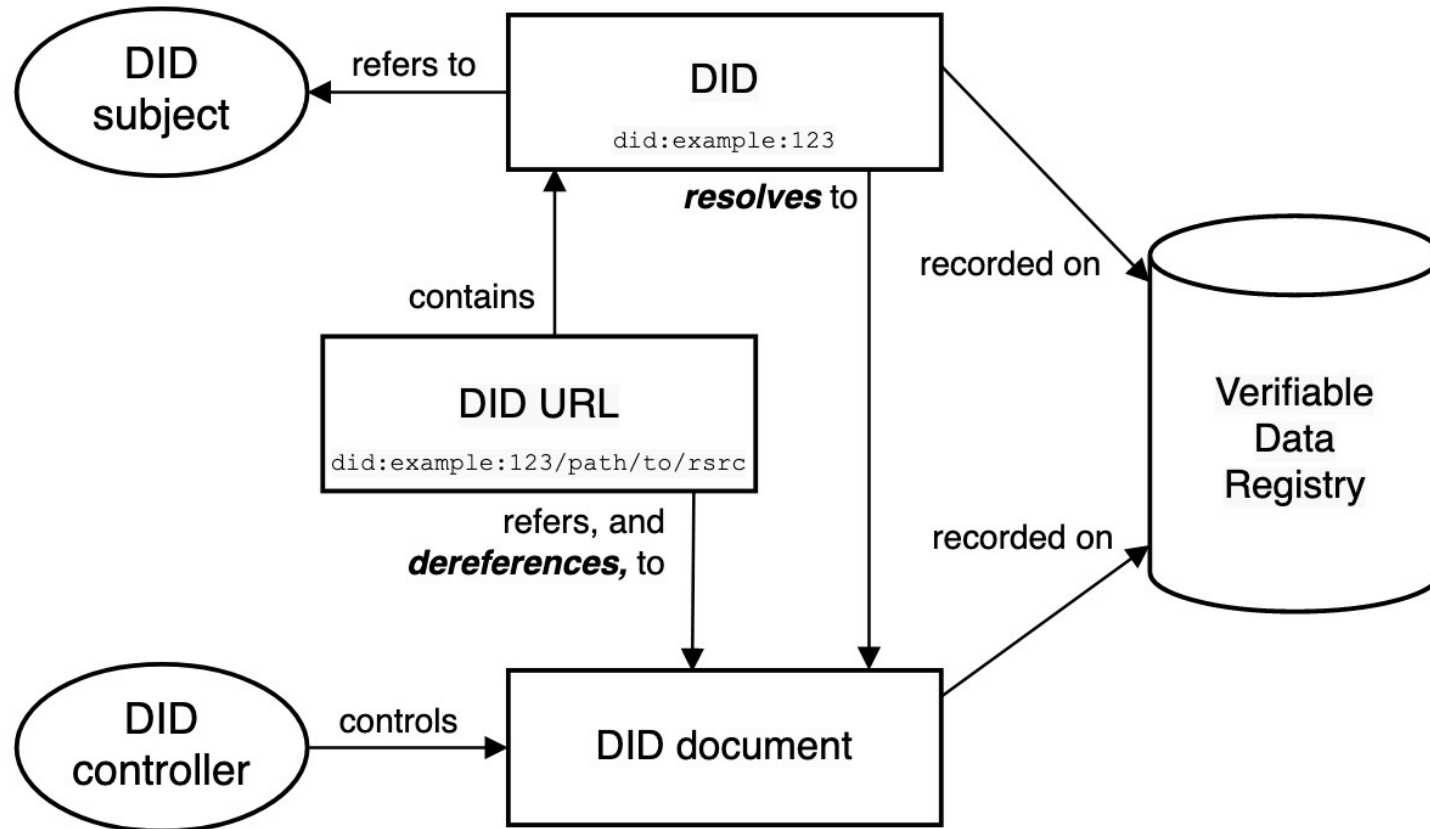 DID
subject
refers to
DID
did:example:123
resolves to
recorded on
contains
DID URL
did:example:123/path/to/rsrc
Verifiable
Data
Registry
refers, and
dereferences, to
recorded on
DID
controller
controls
DID document